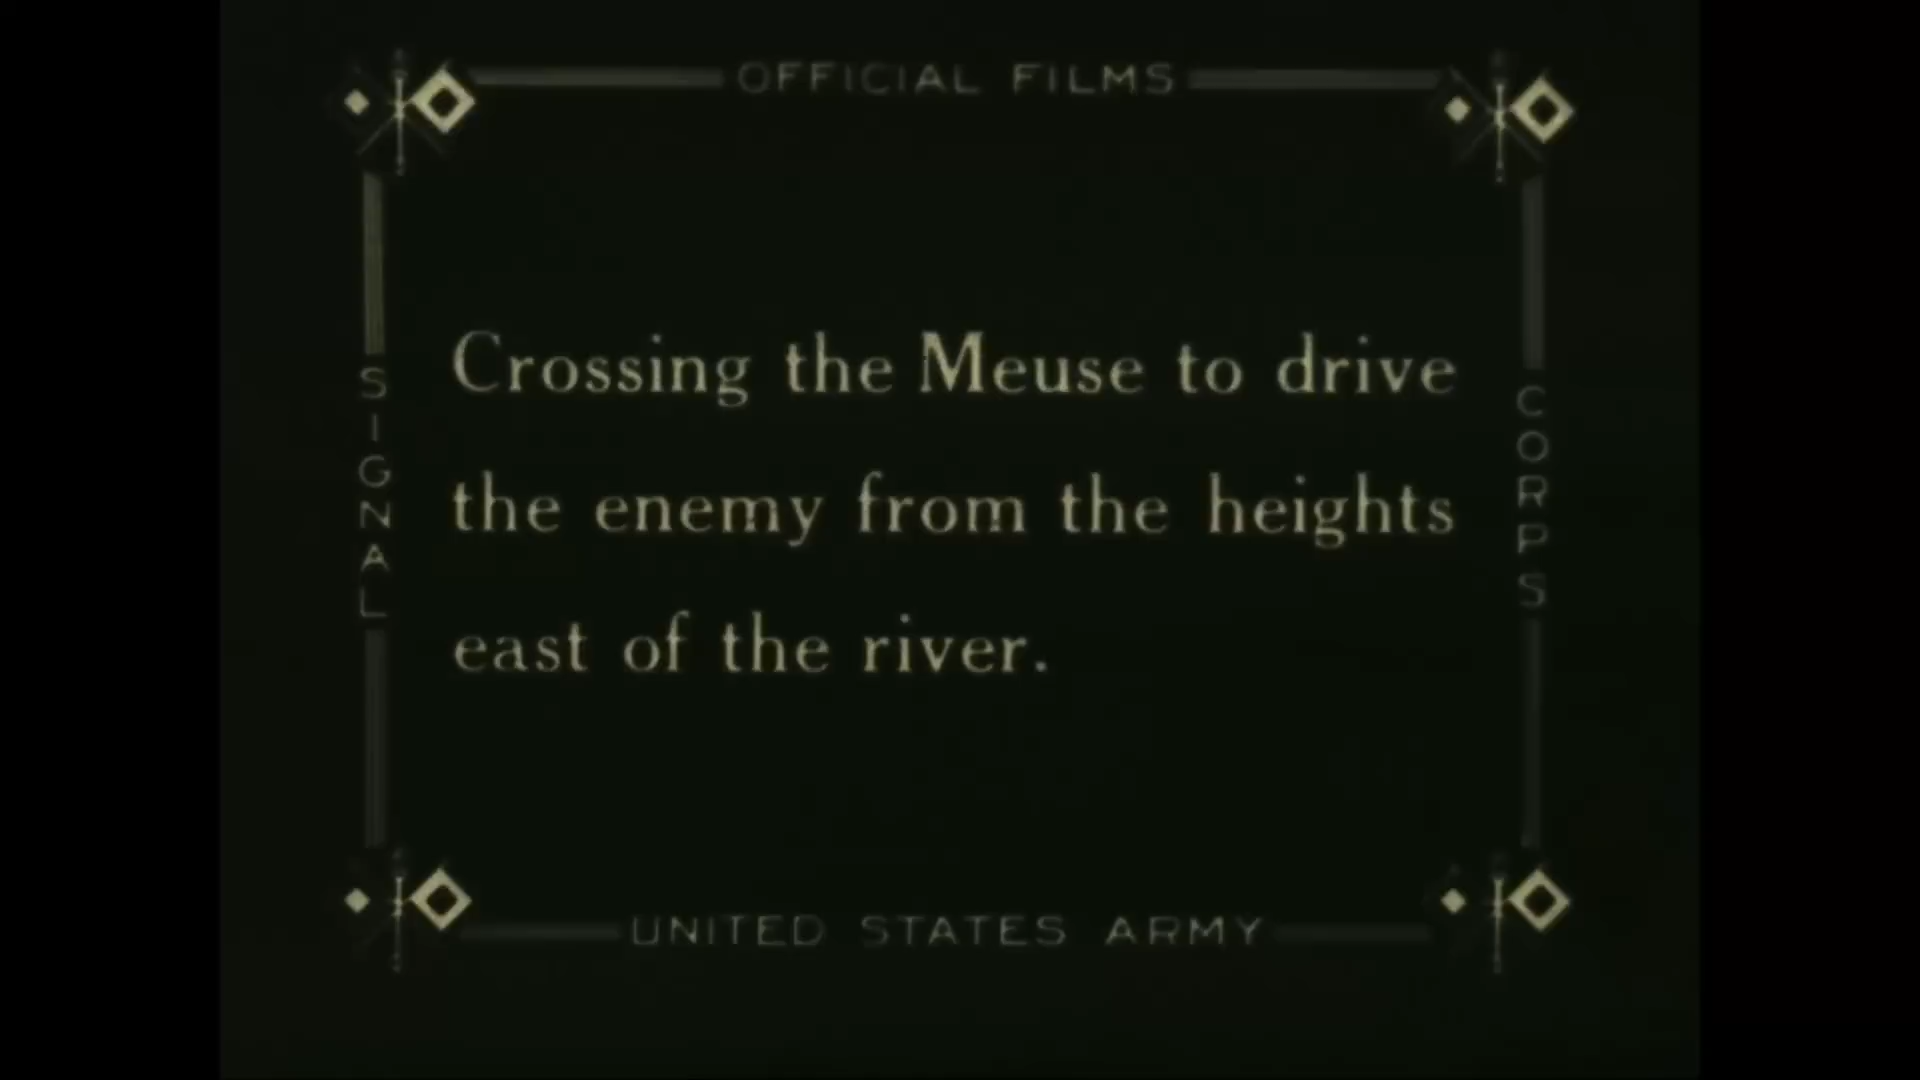 OFFICIAL FILMS
SIGNAL
Crossing the Meuse to drive
the enemy from the heights
east of the river.
CORPS
UNITED STATES ARMY